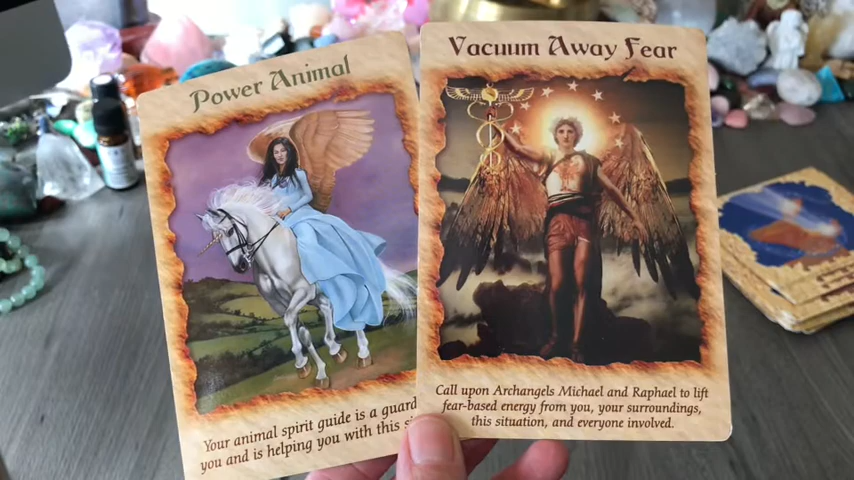 Power Animal
Your animal spirit guide is a guard
you and is helping you with this si
Vacuum Away Fear
Call upon Archangels Michael and Raphael to lift
fear-based energy from you, your surroundings,
this situation, and everyone involved.